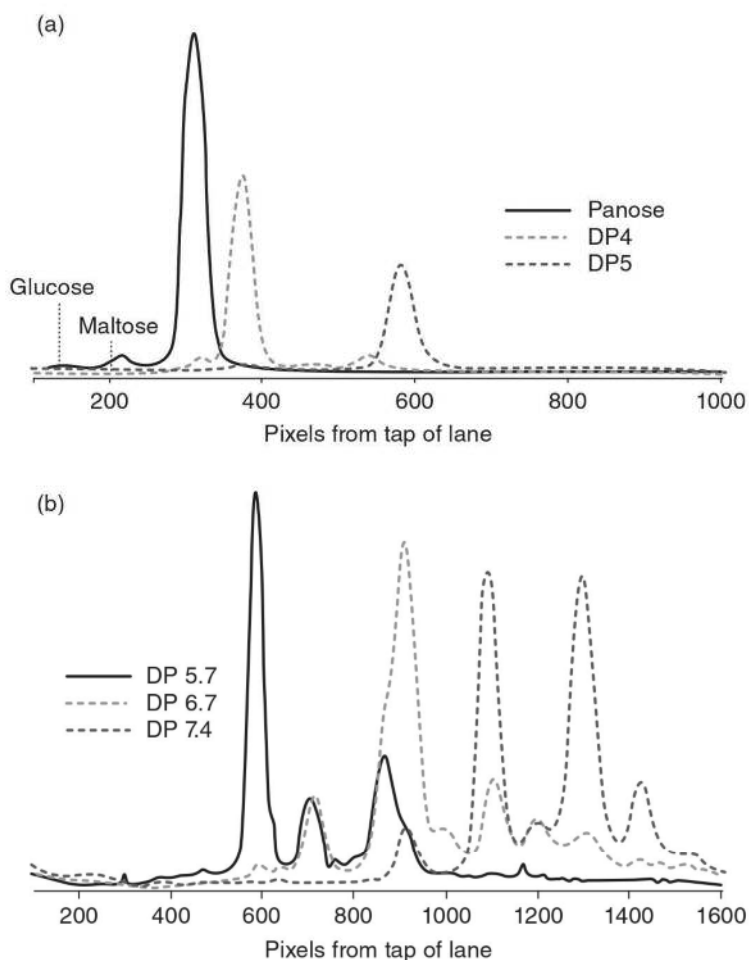 (a)
Panose
DP4
DP5
Glucose
Maltose
200 400 600 800 1000
Pixels from tap of lane
(b)
DP 5.7
DP 6.7
DP 7.4
200 400 600 800 1000 1200 1400 1600
Pixels from tap of lane